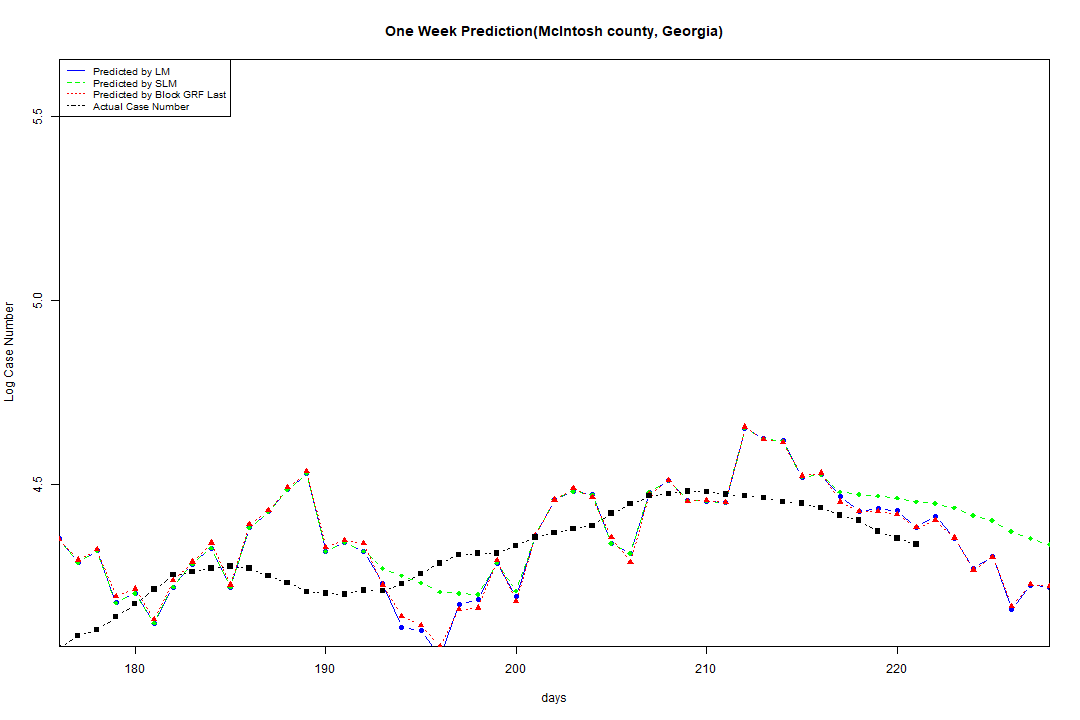 One Week Prediction(McIntosh county, Georgia)
Predicted by LM
Predicted by SLM
Predicted by Block GRF Last
Actual Case Number
5.5
5.0
4.5
Log Case Number
180 190 200 210 220
days